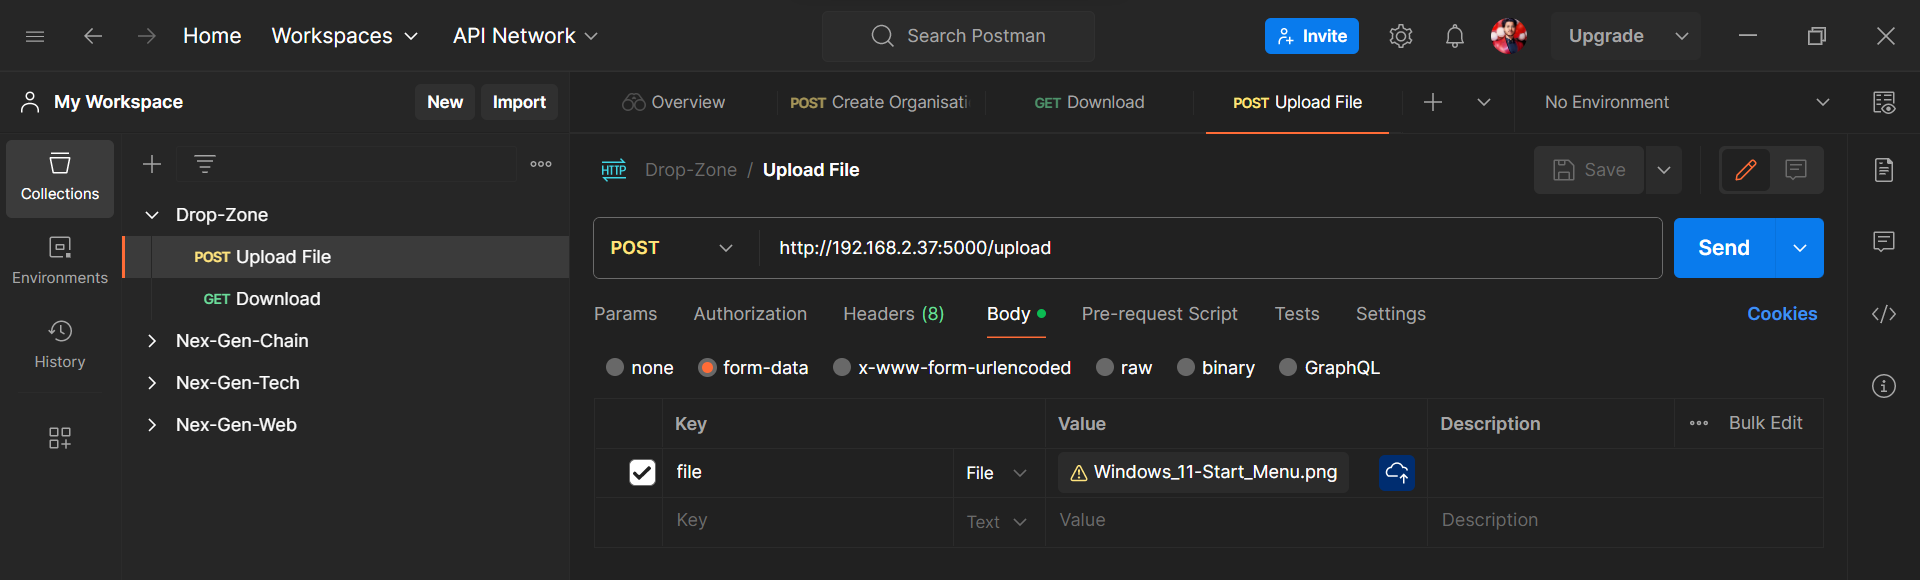 Home Workspaces API Network Search Postman Invite Upgrade
My Workspace New Import Overview POST Create Organisati GET Download POST Upload File No Environment
Collections
Environments
History
Drop-Zone
POST Upload File
GET Download
Nex-Gen-Chain
Nex-Gen-Tech
Nex-Gen-Web
HTTP Drop-Zone / Upload File Save
POST http://192.168.2.37:5000/upload Send
Params Authorization Headers (8) Body Pre-request Script Tests Settings Cookies
none form-data x-www-form-urlencoded raw binary GraphQL
Key Value Description Bulk Edit
file File Windows_11-Start_Menu.png
Key Text Value Description